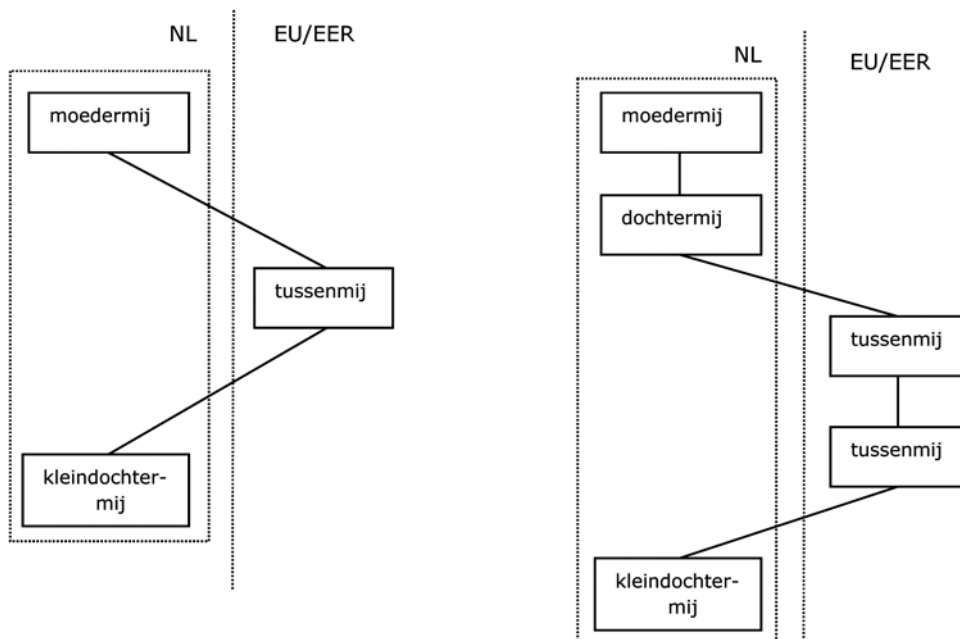 NL
EU/EER
moedermij
tussenmij
kleindochter-
mij
NL
EU/EER
moedermij
dochtermij
tussenmij
tussenmij
kleindochter-
mij